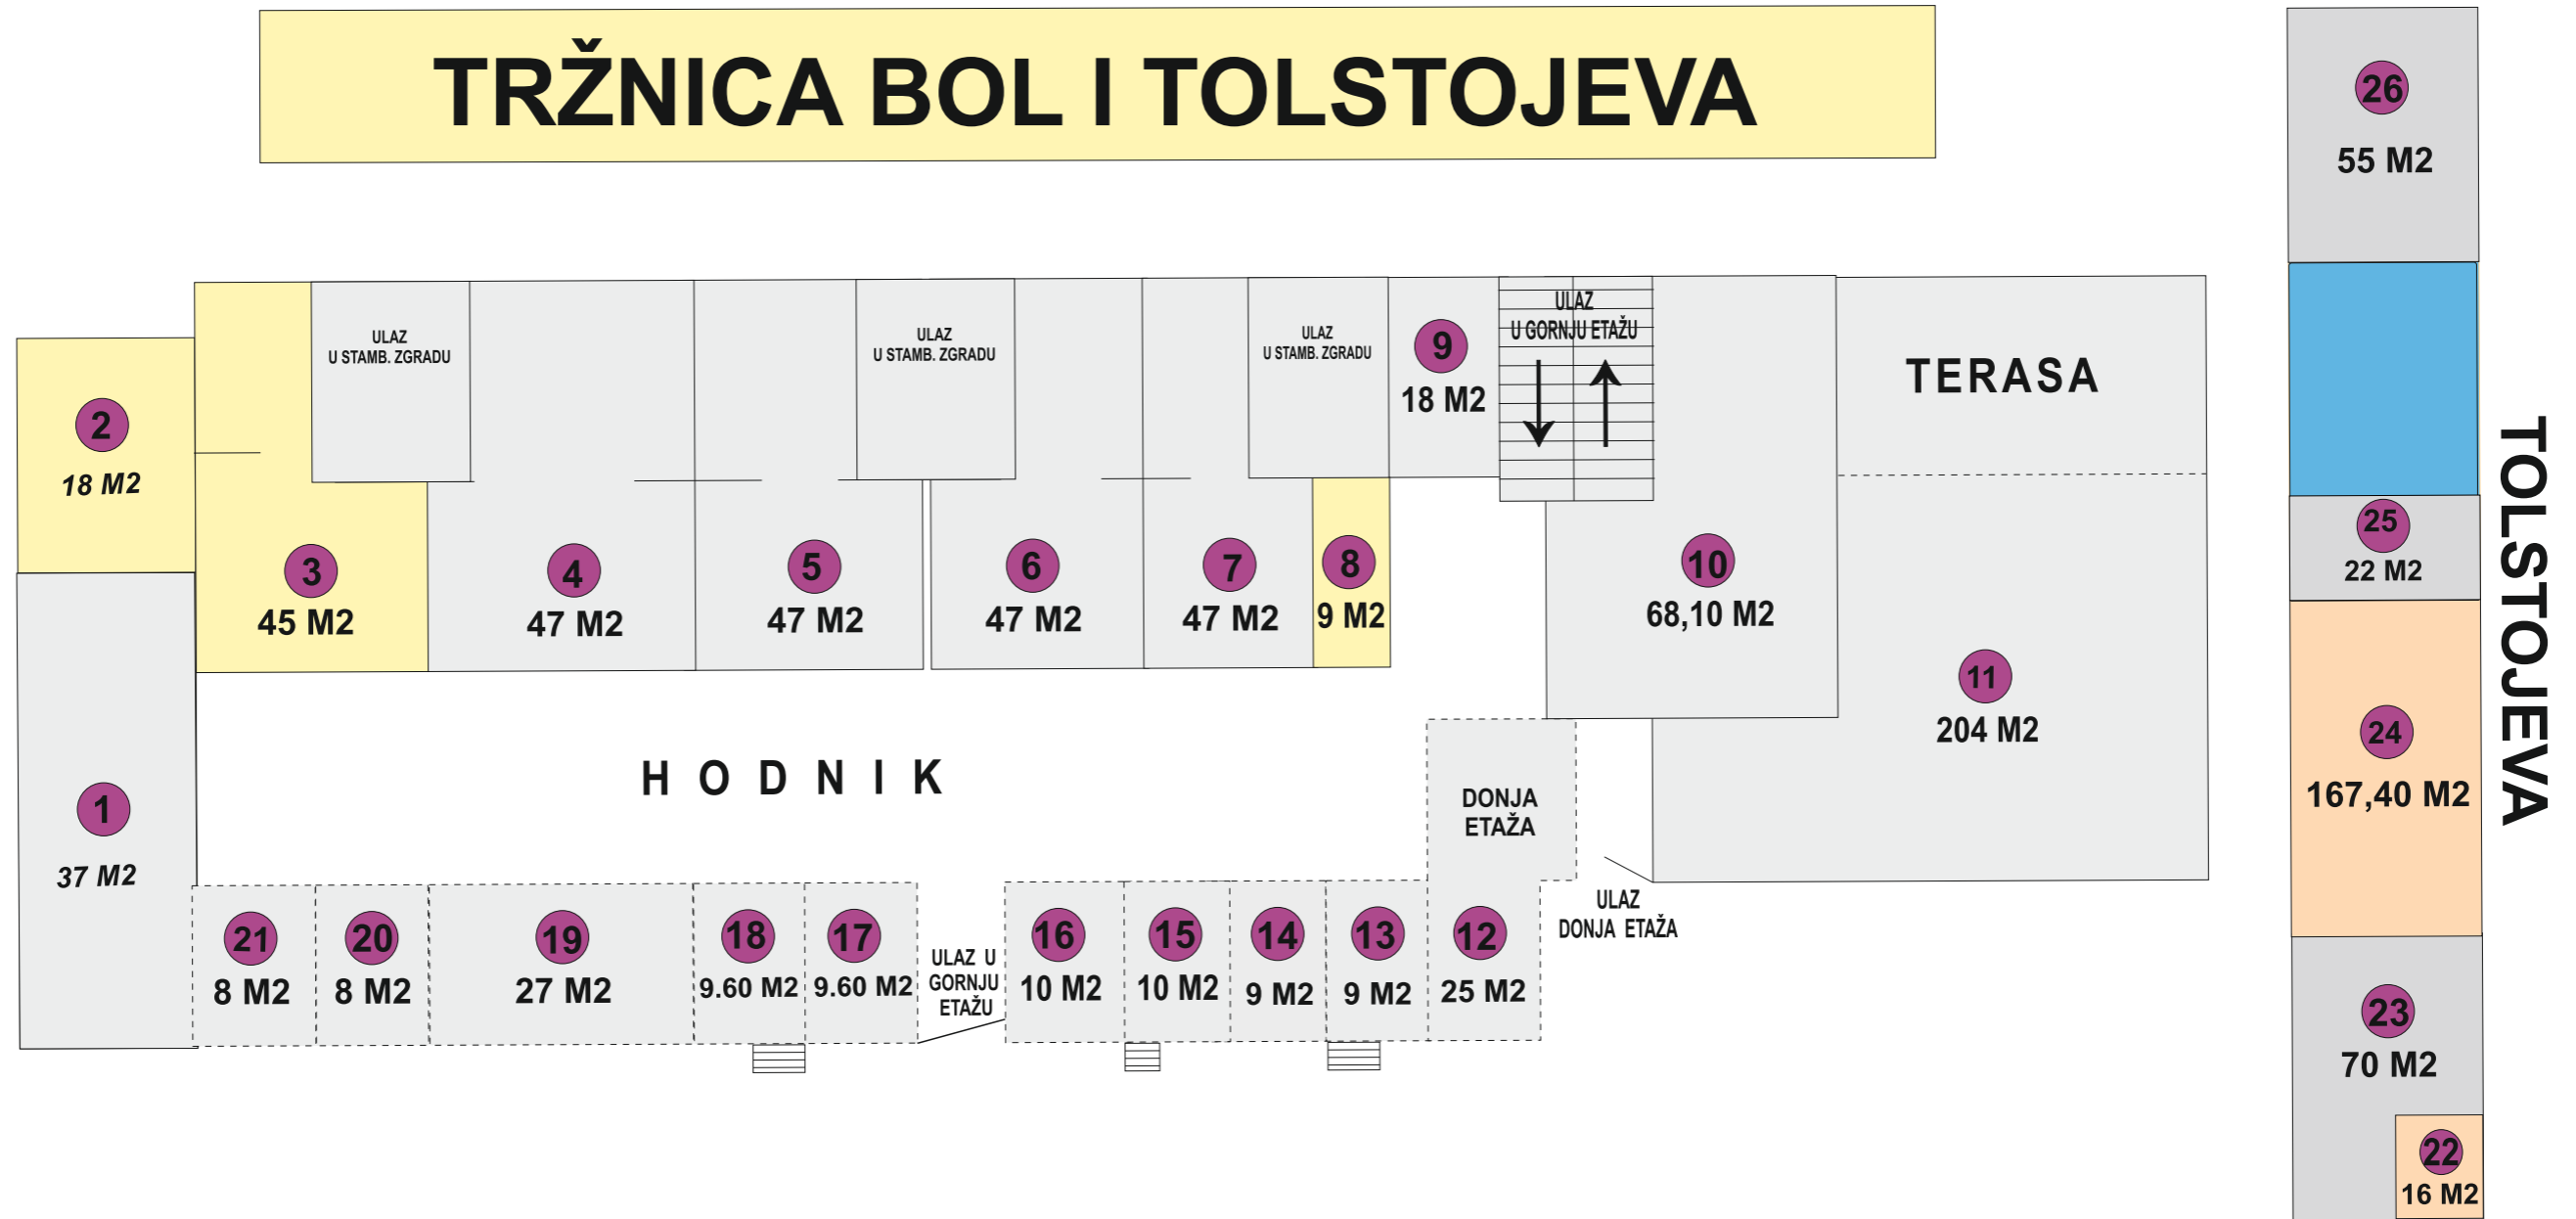 TRŽNICA BOL I TOLSTOJEVA
26
55 M2
TOLSTOJEVA
25
22 M2
24
167,40 M2
23
70 M2
22
16 M2
2
18 M2
1
37 M2
ULAZ
U STAMB. ZGRADU
3
45 M2
4
47 M2
5
47 M2
ULAZ
U STAMB. ZGRADU
6
47 M2
7
47 M2
ULAZ
U STAMB. ZGRADU
8
9 M2
9
18 M2
ULAZ
U GORNJU ETAŽU
10
68,10 M2
TERASA
11
204 M2
HODNIK
DONJA
ETAŽA
ULAZ
DONJA ETAŽA
21
8 M2
20
8 M2
19
27 M2
18
9.60 M2
17
9.60 M2
ULAZ U
GORNJU
ETAŽU
16
10 M2
15
10 M2
14
9 M2
13
9 M2
12
25 M2